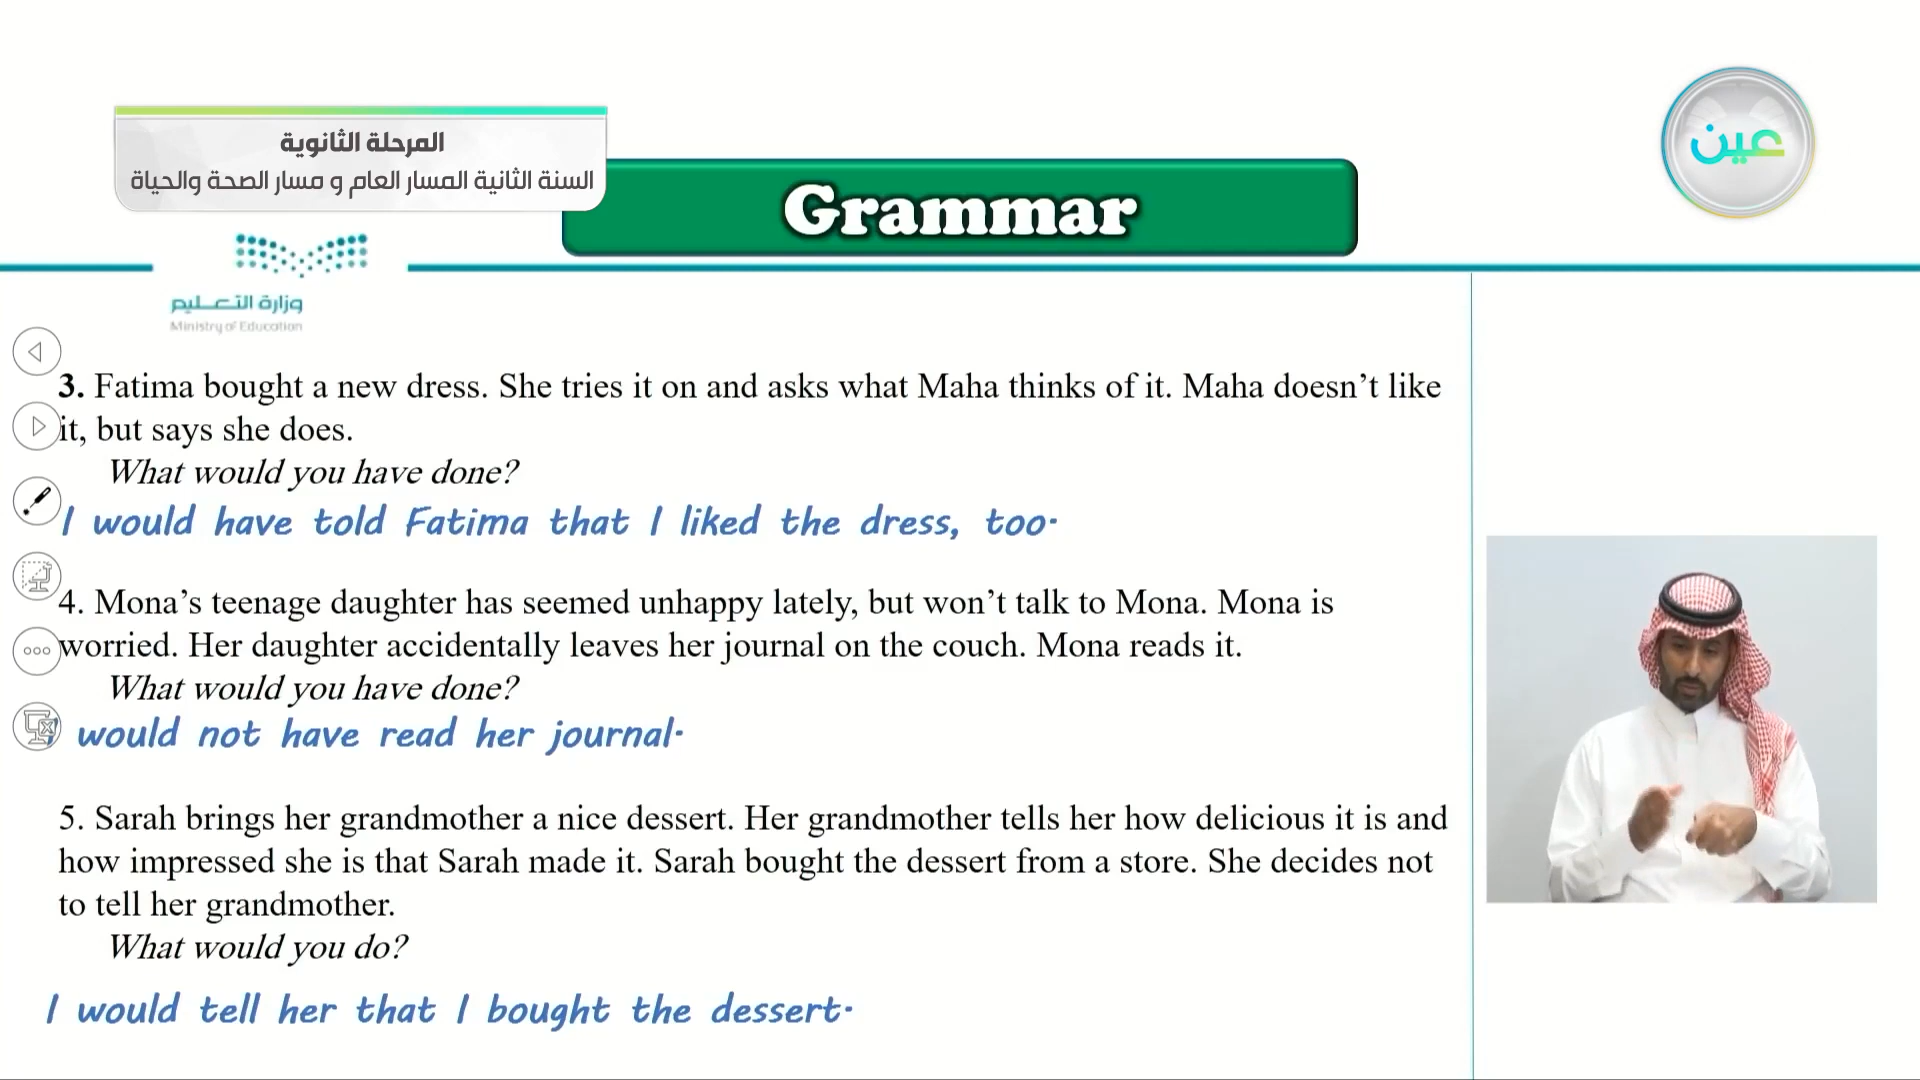 المرحلة الثانوية
السنة الثانية المسار العام و مسار الصحة والحياة
عين
Grammar
وزارة التعليم
Ministry of Education
3. Fatima bought a new dress. She tries it on and asks what Maha thinks of it. Maha doesn’t like
it, but says she does.
What would you have done?
I would have told Fatima that I liked the dress, too.
4. Mona’s teenage daughter has seemed unhappy lately, but won’t talk to Mona. Mona is
worried. Her daughter accidentally leaves her journal on the couch. Mona reads it.
What would you have done?
I would not have read her journal.
5. Sarah brings her grandmother a nice dessert. Her grandmother tells her how delicious it is and
how impressed she is that Sarah made it. Sarah bought the dessert from a store. She decides not
to tell her grandmother.
What would you do?
I would tell her that I bought the dessert.